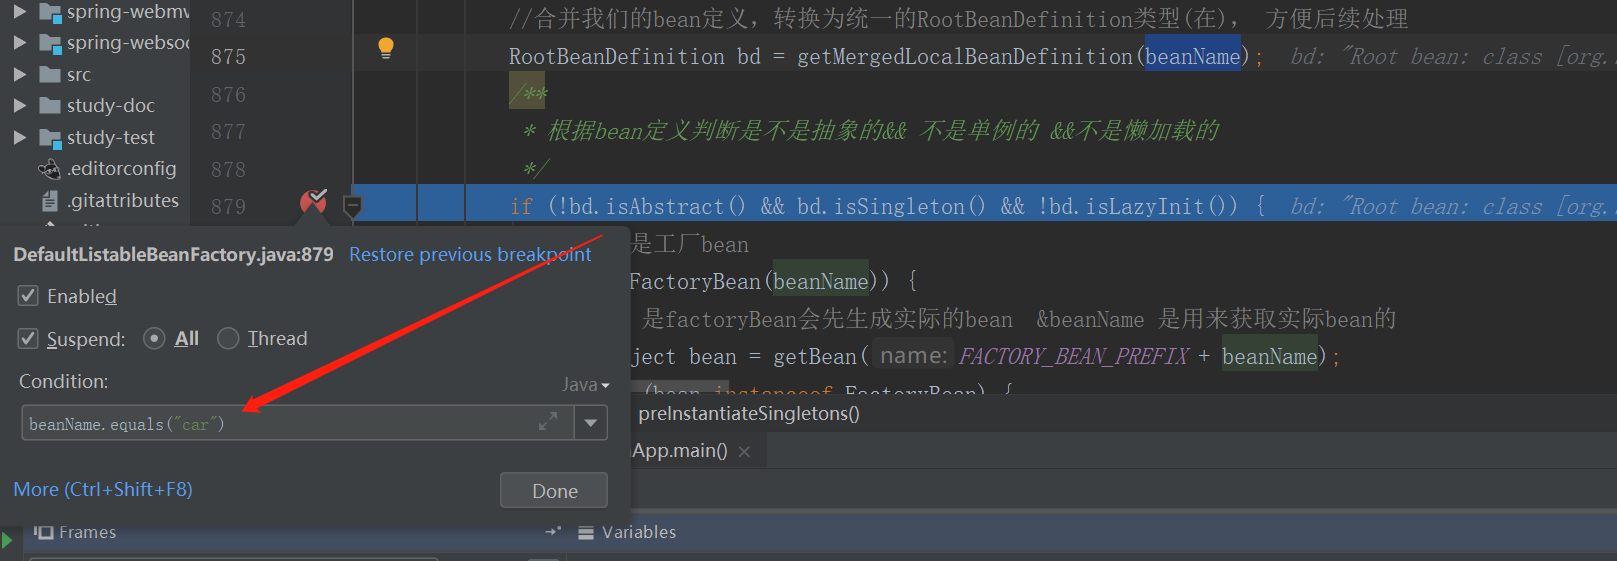 spring-webmv
spring-websoc
src
study-doc
study-test
.editorconfig
.gitattributes
874 //合并我们的bean定义，转换为统一的RootBeanDefinition类型(在)， 方便后续处理
875 RootBeanDefinition bd = getMergedLocalBeanDefinition(beanName); bd: "Root bean: class [org.
876 /**
877 * 根据bean定义判断是不是抽象的&& 不是单例的 &&不是懒加载的
878 */
879 if (!bd.isAbstract() && bd.isSingleton() && !bd.isLazyInit()) { bd: "Root bean: class [org.
是工厂bean
FactoryBean(beanName)) {
是factoryBean会先生成实际的bean &beanName 是用来获取实际bean的
ject bean = getBean( name: FACTORY_BEAN_PREFIX + beanName);
(bean instanceof FactoryBean) {
preInstantiateSingletons()
App.main()
DefaultListableBeanFactory.java:879 Restore previous breakpoint
Enabled
Suspend: All Thread
Condition: Java
beanName.equals("car")
More (Ctrl+Shift+F8) Done
Frames Variables